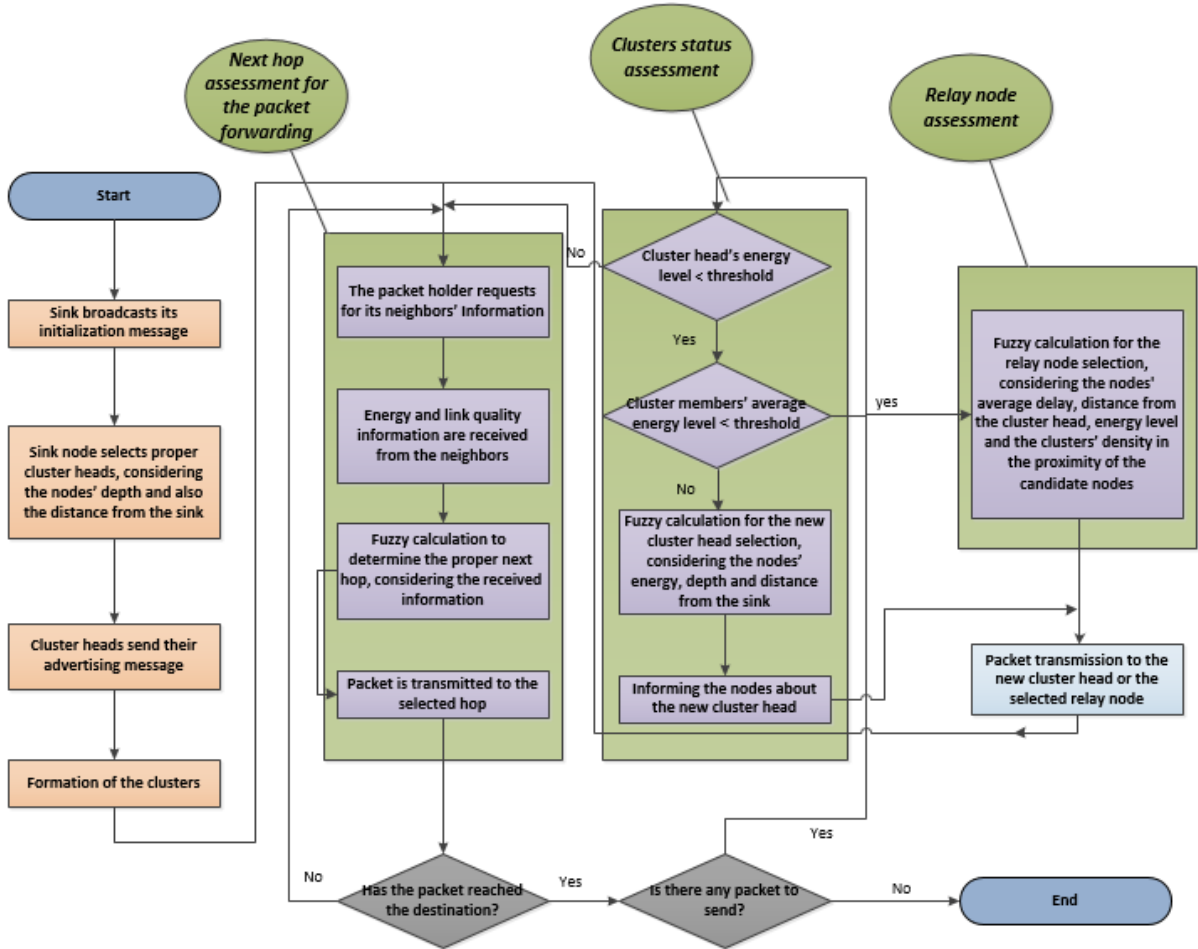 Next hop
assessment for
the packet
forwarding
Clusters status
assessment
Relay node
assessment
Start
Sink broadcasts its
initialization message
Sink node selects proper
cluster heads, considering
the nodes' depth and also
the distance from the sink
Cluster heads send their
advertising message
Formation of the clusters
The packet holder requests
for its neighbors' Information
Energy and link quality
information are received
from the neighbors
Fuzzy calculation to
determine the proper next
hop, considering the received
information
Packet is transmitted to the
selected hop
Has the packet reached
the destination?
No
Yes
Is there any packet to
send?
Yes
No
End
No
Cluster head's energy
level < threshold
Yes
Cluster members' average
energy level < threshold
yes
No
Fuzzy calculation for the new
cluster head selection,
considering the nodes'
energy, depth and distance
from the sink
Informing the nodes about
the new cluster head
Fuzzy calculation for the
relay node selection,
considering the nodes'
average delay, distance from
the cluster head, energy level
and the clusters' density in
the proximity of the
candidate nodes
Packet transmission to the
new cluster head or the
selected relay node